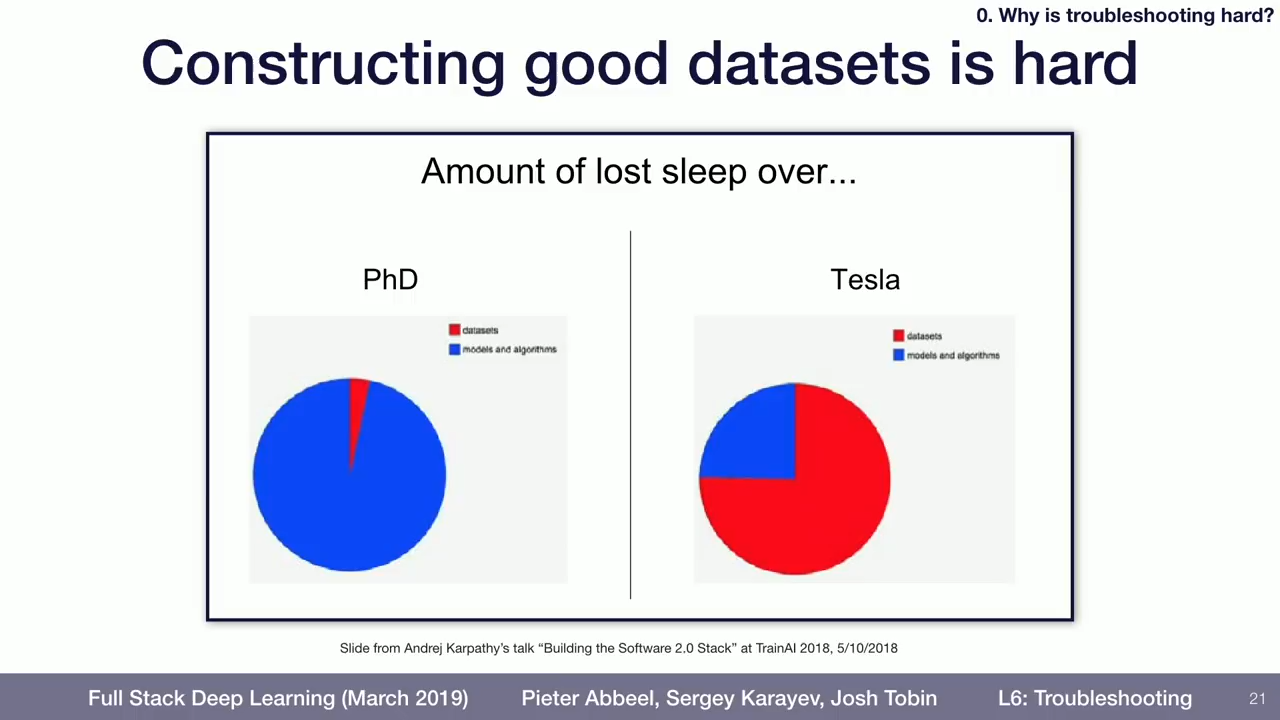 0. Why is troubleshooting hard?
Constructing good datasets is hard
Amount of lost sleep over...
PhD
datasets
models and algorithms
Tesla
datasets
models and algorithms
Slide from Andrej Karpathy’s talk “Building the Software 2.0 Stack” at TrainAI 2018, 5/10/2018
Full Stack Deep Learning (March 2019) Pieter Abbeel, Sergey Karayev, Josh Tobin L6: Troubleshooting 21